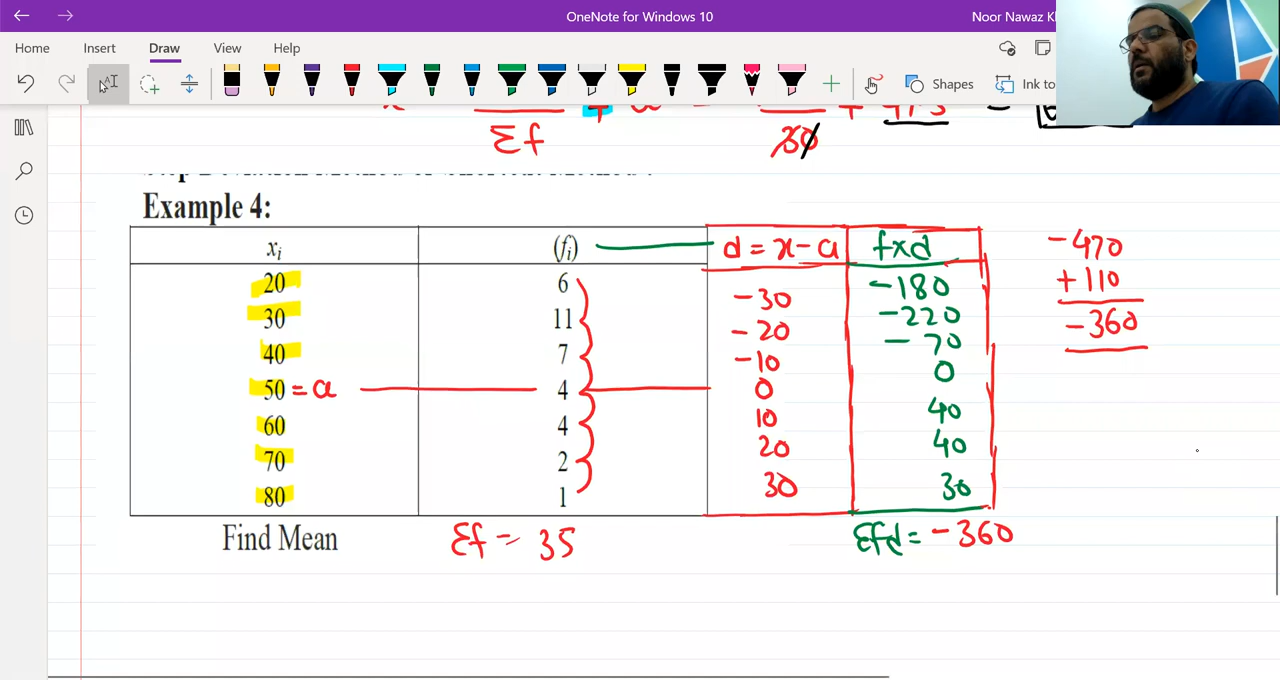 OneNote for Windows 10
Noor Nawaz
Home Insert Draw View Help
Shapes
Ink to
Σf
Example 4:
xi (fi) d = x - a f×d
20 6 -30 -180
30 11 -20 -220
40 7 -10 -70
50 = a 4 0 0
60 4 10 40
70 2 20 40
80 1 30 30
Find Mean Σf = 35 Σfd = -360
-470
+110
-360